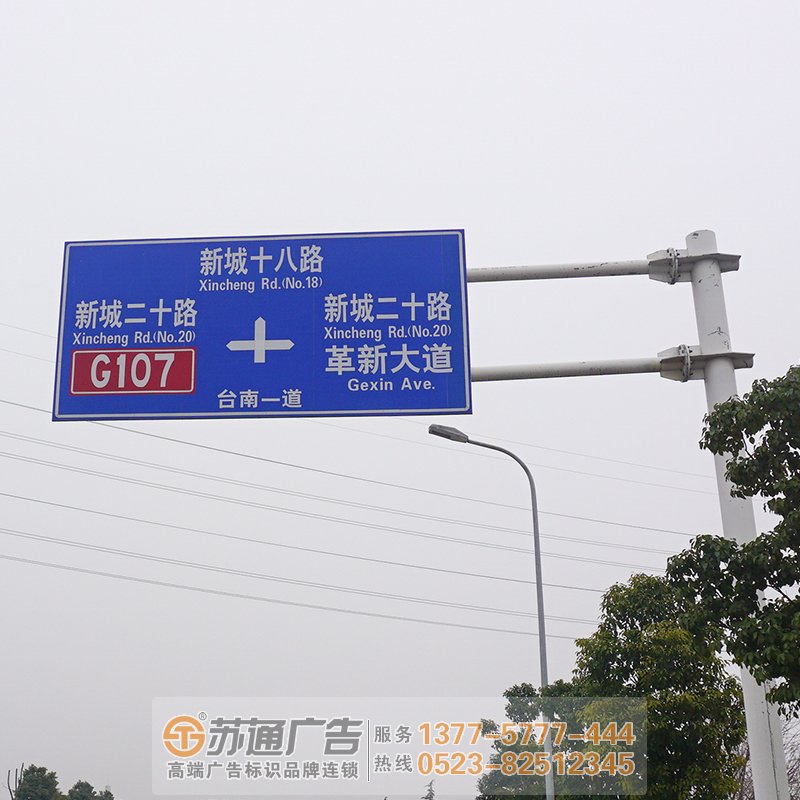 新城十八路
Xincheng Rd.(No.18)
新城二十路
Xincheng Rd.(No.20)
G107
新城二十路
Xincheng Rd.(No.20)
革新大道
Gexin Ave.
台南一道
ST®苏通广告
高端广告标识品牌连锁
服务热线
1377-5777-444
0523-82512345